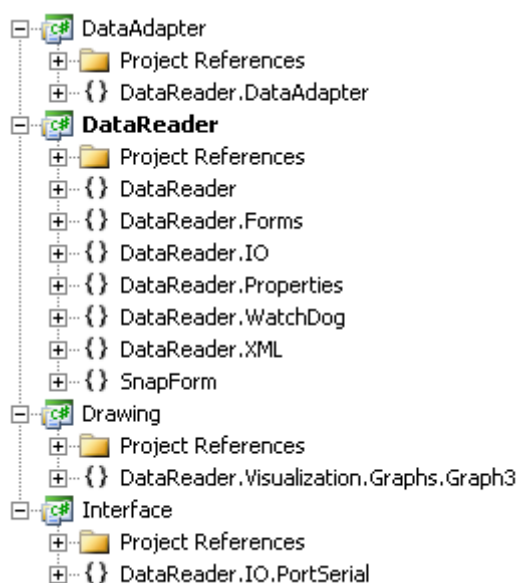 DataAdapter
Project References
{} DataReader.DataAdapter
DataReader
Project References
{} DataReader
{} DataReader.Forms
{} DataReader.IO
{} DataReader.Properties
{} DataReader.WatchDog
{} DataReader.XML
{} SnapForm
Drawing
Project References
{} DataReader.Visualization.Graphs.Graph3
Interface
Project References
{} DataReader.IO.PortSerial